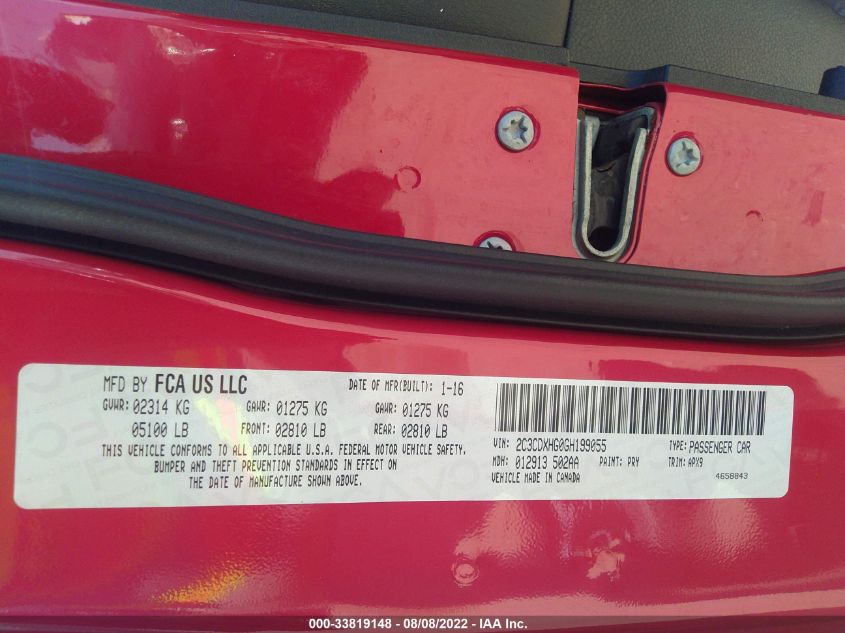 MFD BY FCA US LLC DATE OF MFR(BUILT): 1-16
GVWR: 02314 KG GAWR: 01275 KG GAWR: 01275 KG
05100 LB FRONT: 02810 LB REAR: 02810 LB
THIS VEHICLE CONFORMS TO ALL APPLICABLE U.S.A. FEDERAL MOTOR VEHICLE SAFETY,
BUMPER AND THEFT PREVENTION STANDARDS IN EFFECT ON
THE DATE OF MANUFACTURE SHOWN ABOVE.
VIN: 2C3CDXHG0GH199055 TYPE: PASSENGER CAR
MDH: 012913 502AA PAINT: PRY TRIM: APX9
VEHICLE MADE IN CANADA 4658843
000-33819148 - 08/08/2022 - IAA Inc.